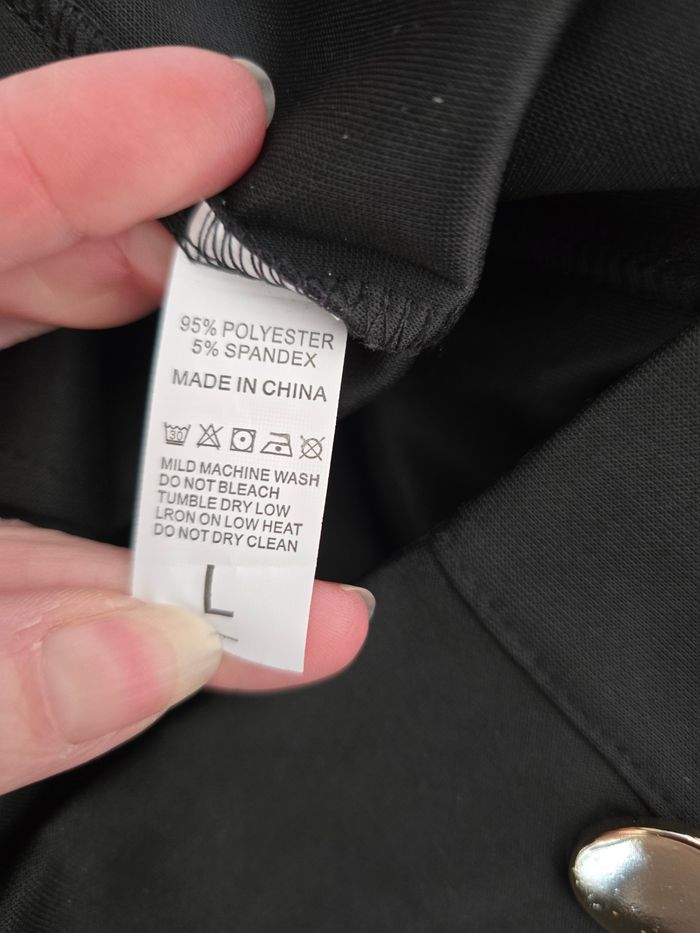 95% POLYESTER
5% SPANDEX
MADE IN CHINA
30
MILD MACHINE WASH
DO NOT BLEACH
TUMBLE DRY LOW
LRON ON LOW HEAT
DO NOT DRY CLEAN
L